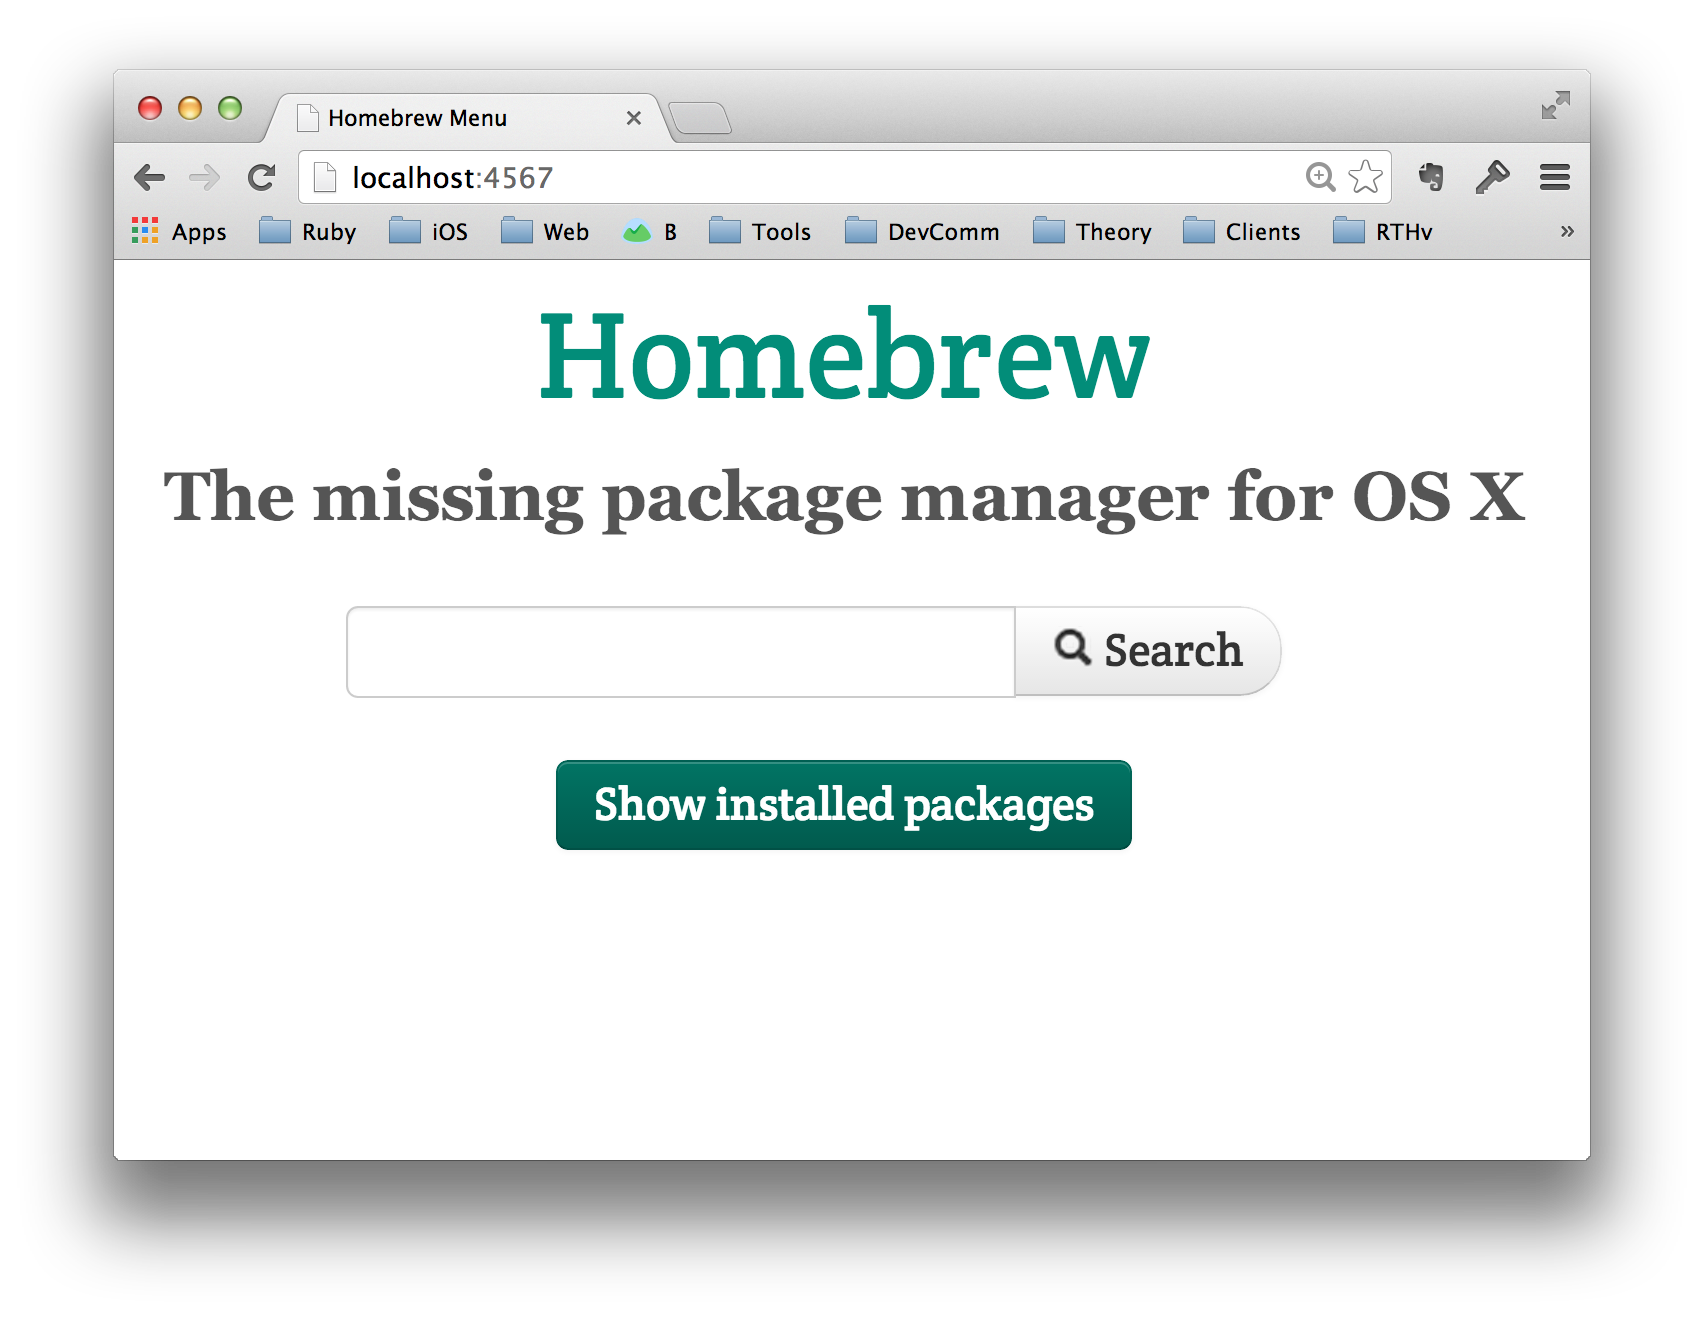 Homebrew Menu
localhost:4567
Apps Ruby iOS Web B Tools DevComm Theory Clients RTHv »
Homebrew
The missing package manager for OS X
Search
Show installed packages